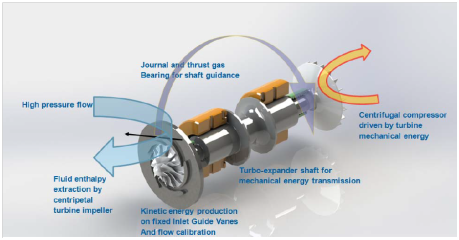 Journal and thrust gas
Bearing for shaft guidance
High pressure flow
Centrifugal compressor
driven by turbine
mechanical energy
Turbo-expander shaft for
mechanical energy transmission
Fluid enthalpy
extraction by
centripetal
turbine impeller
Kinetic energy production
on fixed Inlet Guide Vanes
And flow calibration